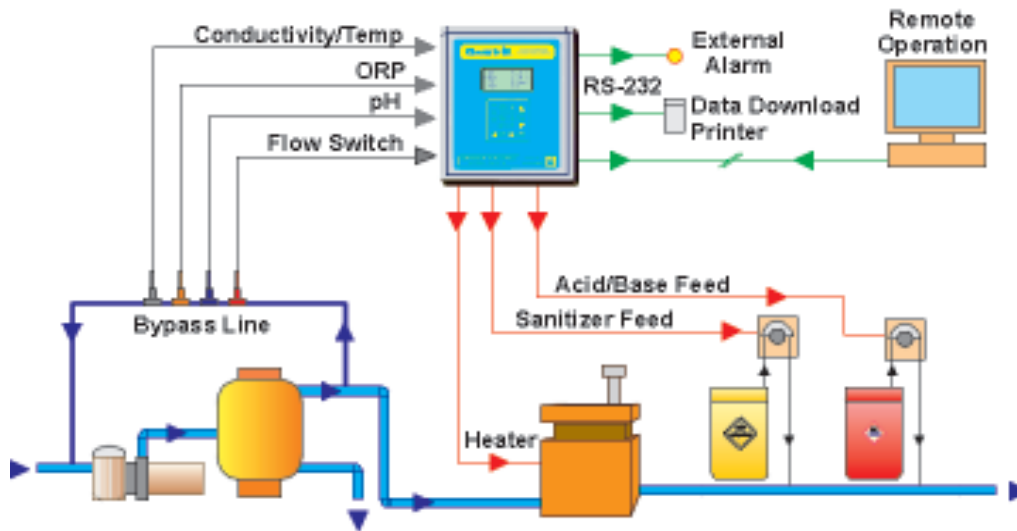 Remote
Operation
Conductivity/Temp
External
Alarm
ORP
RS-232
pH
Data Download
Printer
Flow Switch
Acid/Base Feed
Sanitizer Feed
Bypass Line
Heater